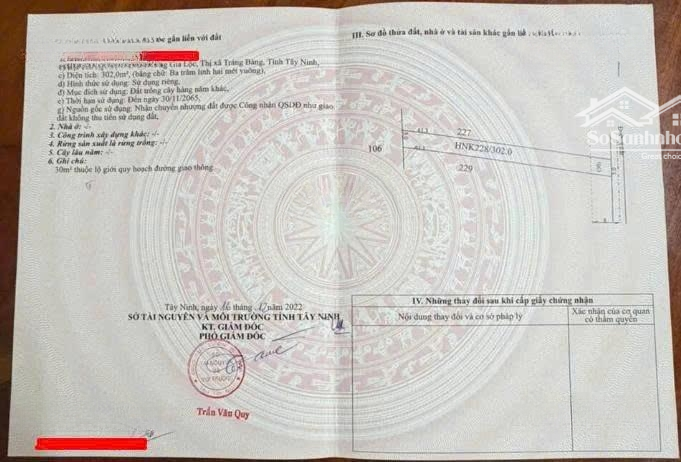 gắn liền với đất
Gia Lộc, Thị xã Trảng Bàng, Tỉnh Tây Ninh,
c) Diện tích: 302,0m², (bằng chữ: Ba trăm linh hai mét vuông),
d) Hình thức sử dụng: Sử dụng riêng,
đ) Mục đích sử dụng: Đất trồng cây hàng năm khác,
e) Thời hạn sử dụng: Đến ngày 30/11/2065,
g) Nguồn gốc sử dụng: Nhận chuyển nhượng đất được Công nhận QSDĐ như giao
đất không thu tiền sử dụng đất,
2. Nhà ở: -/-
3. Công trình xây dựng khác: -/-
4. Rừng sản xuất là rừng trồng: -/-
5. Cây lâu năm: -/-
6. Ghi chú:
30m² thuộc lộ giới quy hoạch đường giao thông
Tây Ninh, ngày 16 tháng 12 năm 2022
SỞ TÀI NGUYÊN VÀ MÔI TRƯỜNG TỈNH TÂY NINH
KT. GIÁM ĐỐC
PHÓ GIÁM ĐỐC
Trần Văn Quy
III. Sơ đồ thửa đất, nhà ở và tài sản khác gắn liền
227
106
HNK228/302.0
229
SoSanhnho
IV. Những thay đổi sau khi cấp giấy chứng nhận
Nội dung thay đổi và cơ sở pháp lý
Xác nhận của cơ quan
có thẩm quyền